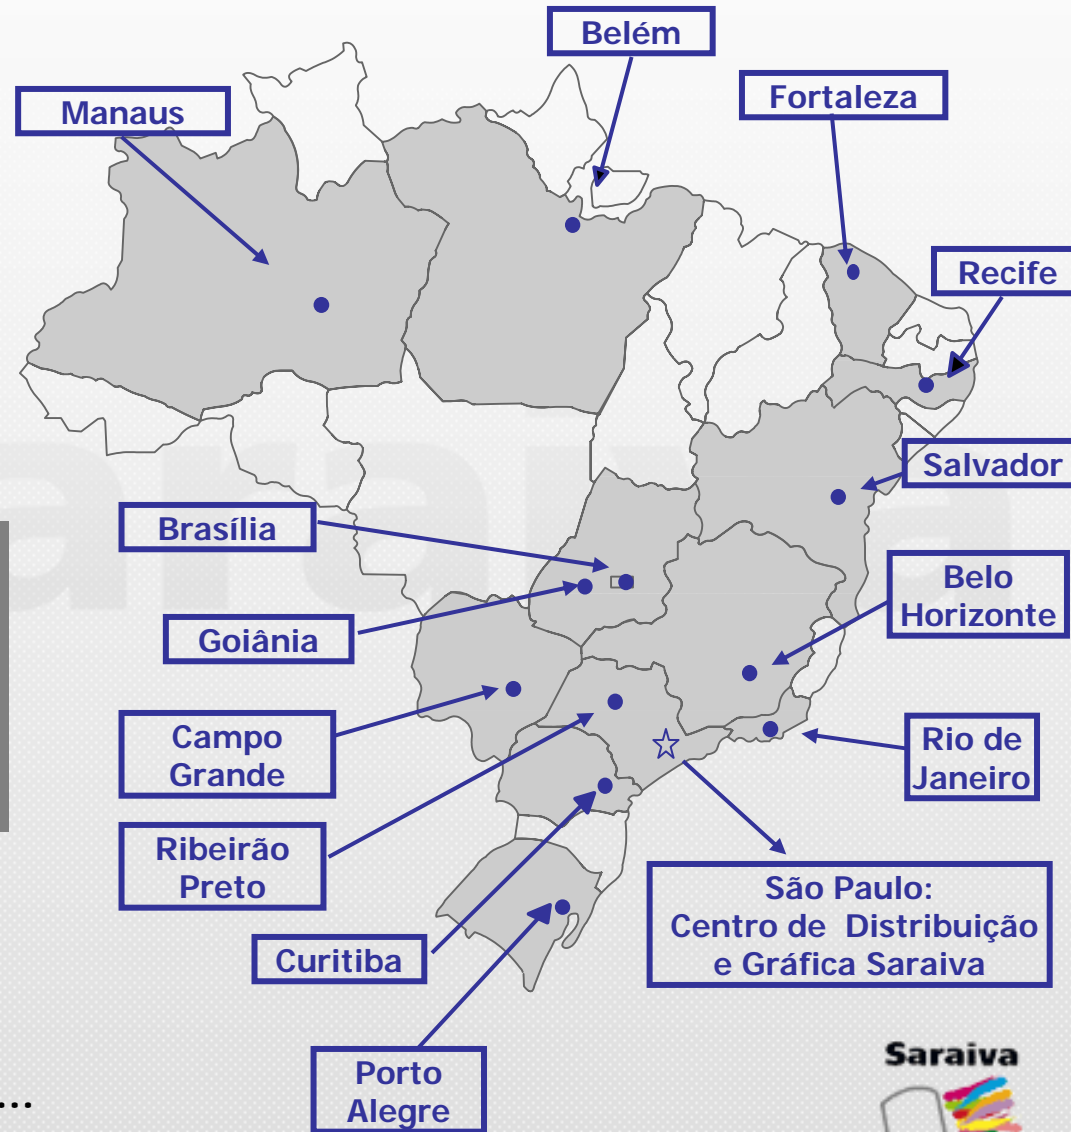 Belém
Manaus
Fortaleza
Recife
Salvador
Brasília
Belo
Horizonte
Goiânia
Campo
Grande
Rio de
Janeiro
Ribeirão
Preto
São Paulo:
Centro de Distribuição
e Gráfica Saraiva
Curitiba
Saraiva
Porto
Alegre
...